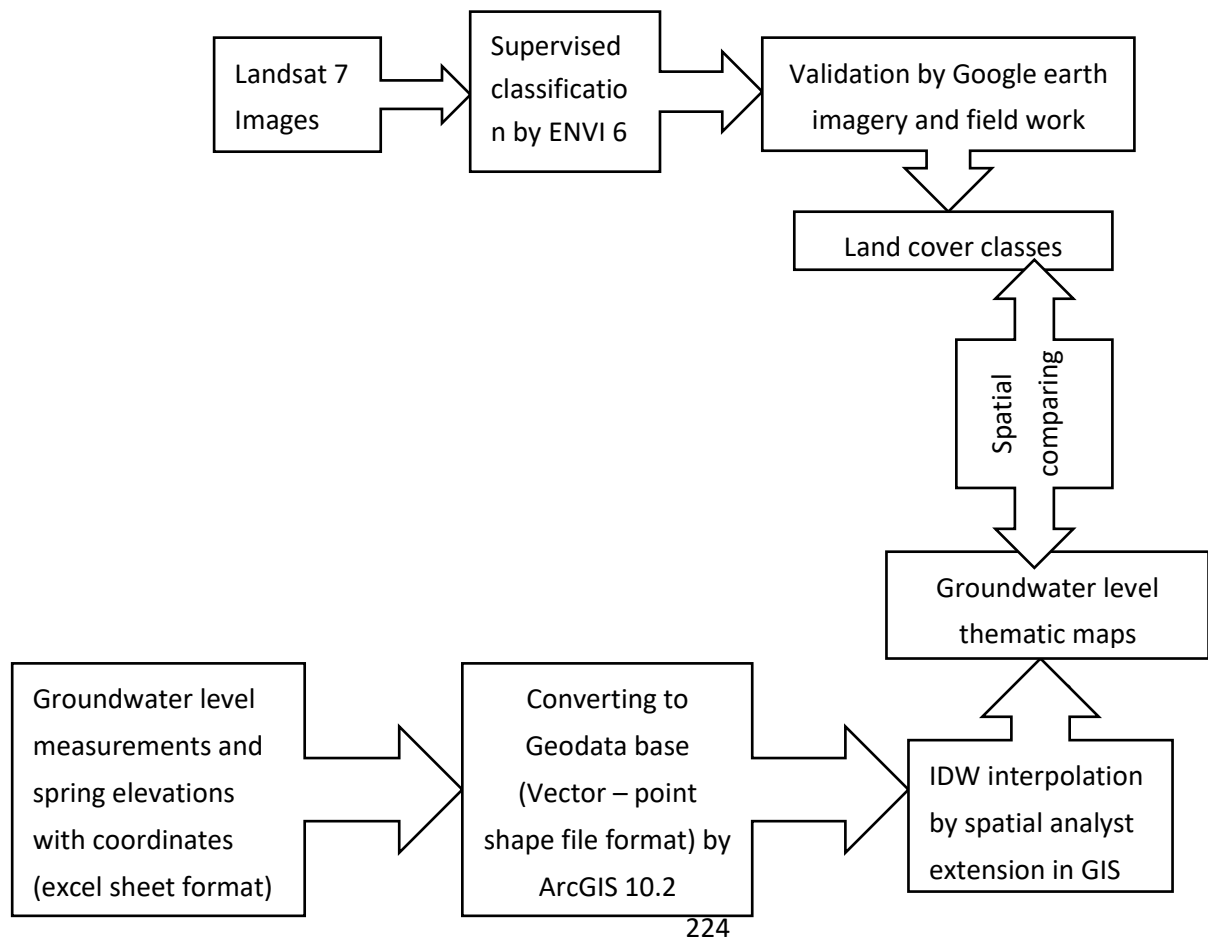 Landsat 7
Images
Supervised
classificatio
n by ENVI 6
Validation by Google earth
imagery and field work
Land cover classes
Spatial
comparing
Groundwater level
thematic maps
Groundwater level
measurements and
spring elevations
with coordinates
(excel sheet format)
Converting to
Geodata base
(Vector – point
shape file format) by
ArcGIS 10.2
IDW interpolation
by spatial analyst
extension in GIS
224